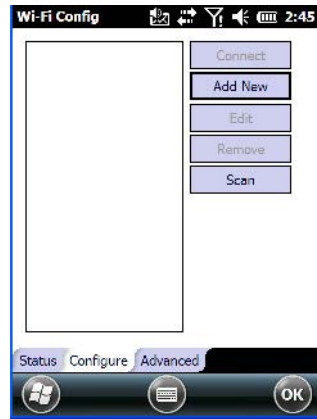 Wi-Fi Config 2:45
Connect
Add New
Edit
Remove
Scan
Status Configure Advanced
OK